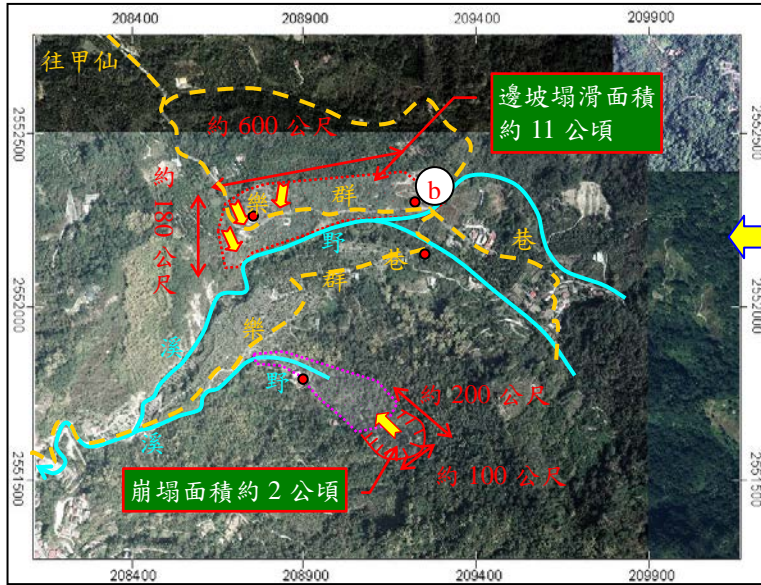 208400 208900 209400 209900
往甲仙
邊坡塌滑面積
約 11 公頃
約 600 公尺
2552500
2552500
b
約 180 公尺
樂
群
巷
野
溪
樂
群
巷
2552000
2552000
野
溪
約 200 公尺
約 100 公尺
崩塌面積約 2 公頃
2551500
2551500
208400 208900 209400 209900